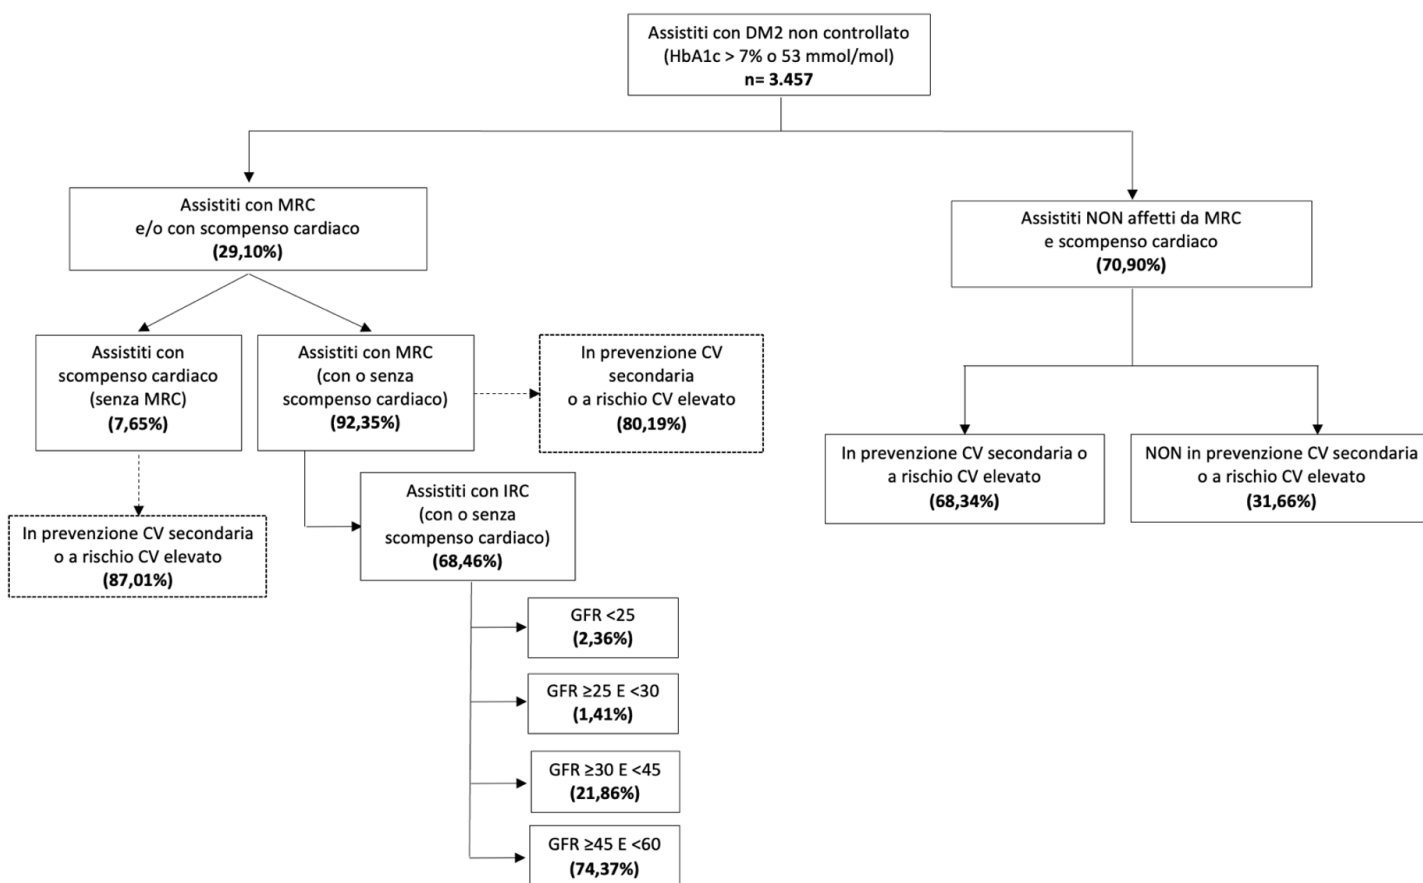 Assistiti con DM2 non controllato
(HbA1c > 7% o 53 mmol/mol)
n= 3.457
Assistiti con MRC
e/o con scompenso cardiaco
(29,10%)
Assistiti NON affetti da MRC
e scompenso cardiaco
(70,90%)
Assistiti con
scompenso cardiaco
(senza MRC)
(7,65%)
Assistiti con MRC
(con o senza
scompenso cardiaco)
(92,35%)
In prevenzione CV
secondaria
o a rischio CV elevato
(80,19%)
In prevenzione CV secondaria o
a rischio CV elevato
(68,34%)
NON in prevenzione CV secondaria
o a rischio CV elevato
(31,66%)
In prevenzione CV secondaria
o a rischio CV elevato
(87,01%)
Assistiti con IRC
(con o senza
scompenso cardiaco)
(68,46%)
GFR <25
(2,36%)
GFR ≥25 E <30
(1,41%)
GFR ≥30 E <45
(21,86%)
GFR ≥45 E <60
(74,37%)